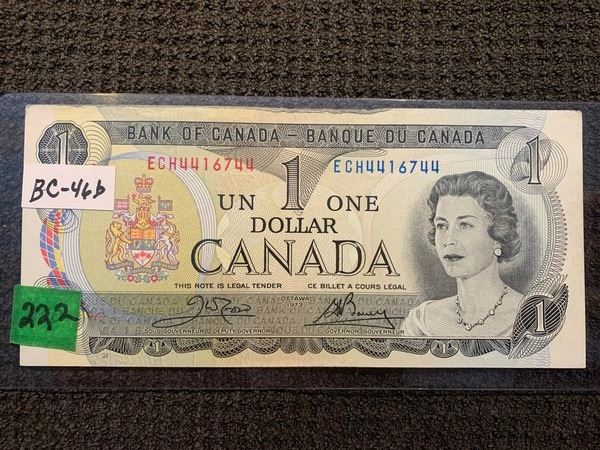 BANK OF CANADA – BANQUE DU CANADA
1
ECH4416744
1
ECH4416744
BC-46b
UN ONE
DOLLAR
CANADA
THIS NOTE IS LEGAL TENDER CE BILLET A COURS LÉGAL
OTTAWA
1973
222
SOUS-GOUVERNEUR DEPUTY GOVERNOR GOUVERNEUR GOVERNOR
1
1
1